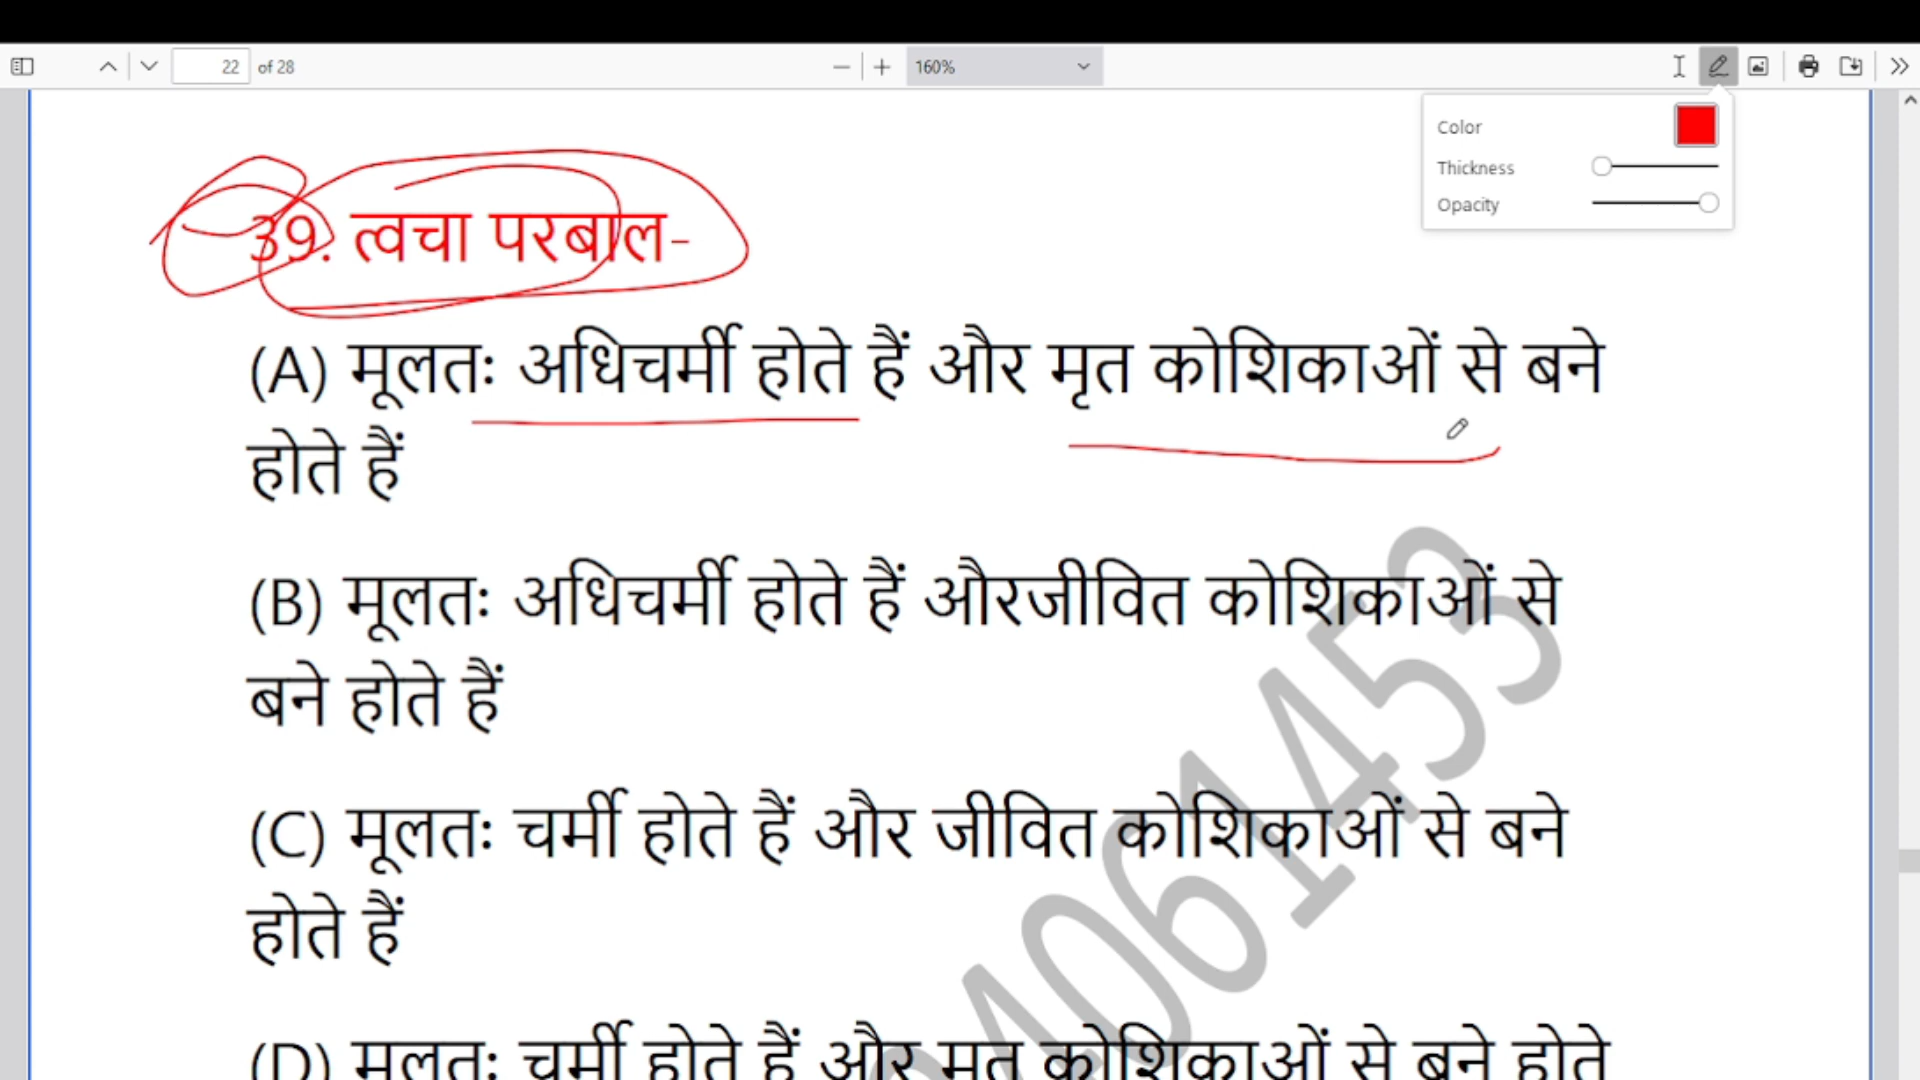 22 of 28
160%
Color
Thickness
Opacity
39. त्वचा परबाल-
(A) मूलतः अधिचर्मी होते हैं और मृत कोशिकाओं से बने
होते हैं
(B) मूलतः अधिचर्मी होते हैं औरजीवित कोशिकाओं से
बने होते हैं
(C) मूलतः चर्मी होते हैं और जीवित कोशिकाओं से बने
होते हैं
(D) मूलतः चर्मी होते हैं और मृत कोशिकाओं से बने होते
4061453